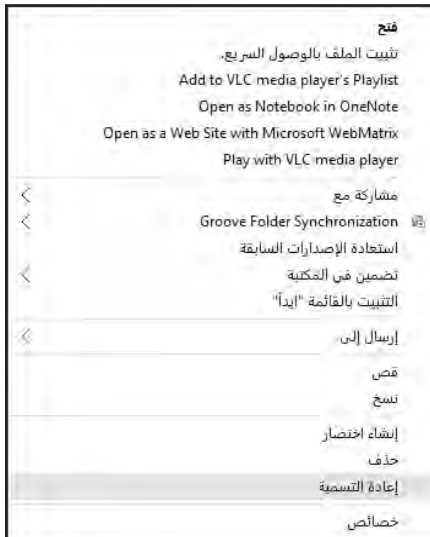 فتح
تثبيت الملف بالوصول السريع.
Add to VLC media player's Playlist
Open as Notebook in OneNote
Open as a Web Site with Microsoft WebMatrix
Play with VLC media player
مشاركة مع
Groove Folder Synchronization
استعادة الإصدارات السابقة
تضمين في المكتبة
التثبيت بالقائمة "ابدأ"
إرسال إلى
قص
نسخ
إنشاء اختصار
حذف
إعادة التسمية
خصائص